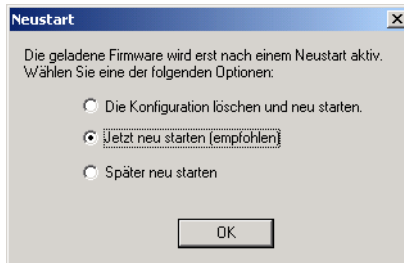 Neustart
Die geladene Firmware wird erst nach einem Neustart aktiv.
Wählen Sie eine der folgenden Optionen:
Die Konfiguration löschen und neu starten.
Jetzt neu starten (empfohlen)
Später neu starten
OK